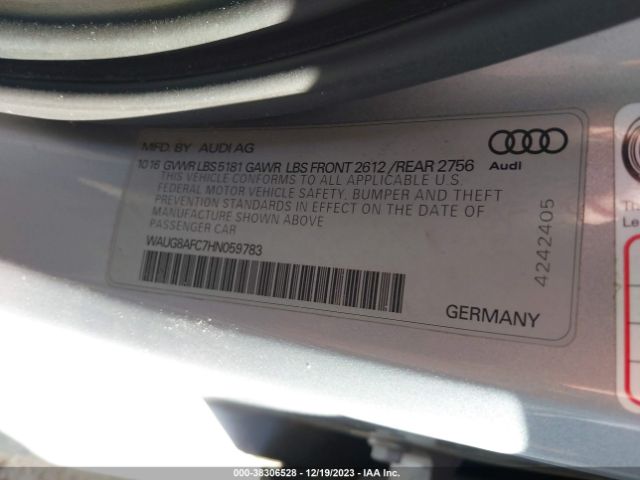 MFD. BY AUDI AG
10 16 GVWR LBS 5181 GAWR LBS FRONT 2612 /REAR 2756
THIS VEHICLE CONFORMS TO ALL APPLICABLE U.S.
FEDERAL MOTOR VEHICLE SAFETY, BUMPER AND THEFT
PREVENTION STANDARDS IN EFFECT ON THE DATE OF
MANUFACTURE SHOWN ABOVE
PASSENGER CAR
WAUG8AFC7HN059783
Audi
4242405
GERMANY
000-38306528 - 12/19/2023 - IAA Inc.